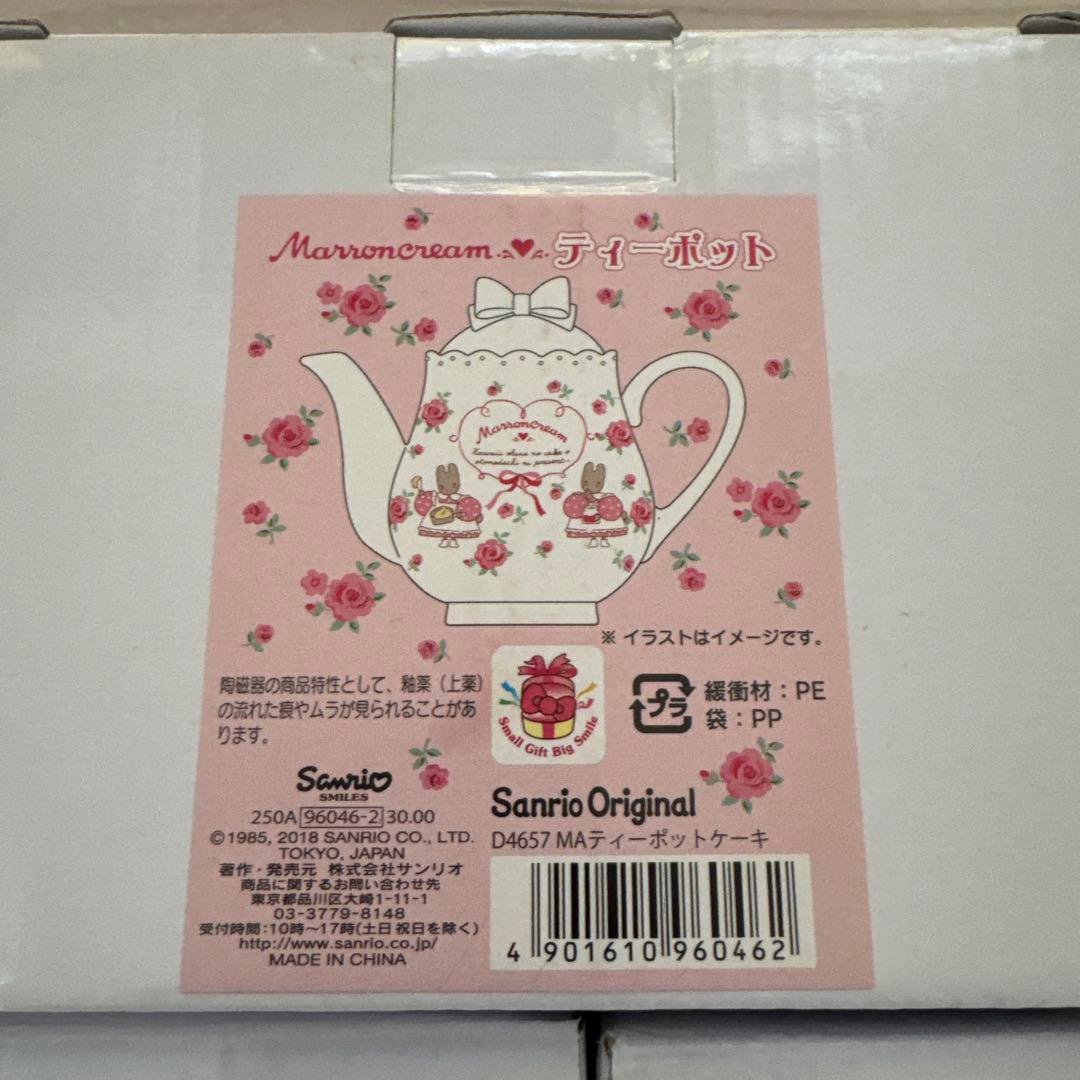 Marroncream ティーポット
Marroncream
※ イラストはイメージです。
陶磁器の商品特性として、釉薬（上薬）
の流れた痕やムラが見られることがあ
ります。
Small Gift Big Smile
プラ
緩衝材：PE
袋：PP
Sanrio
SMILES
250A 96046-2 30.00
©1985, 2018 SANRIO CO., LTD.
TOKYO, JAPAN
著作・発売元 株式会社サンリオ
商品に関するお問い合わせ先
東京都品川区大崎1-11-1
03-3779-8148
受付時間：10時～17時(土日祝日を除く)
http://www.sanrio.co.jp/
MADE IN CHINA
Sanrio Original
D4657 MAティーポットケーキ
4 901610 960462